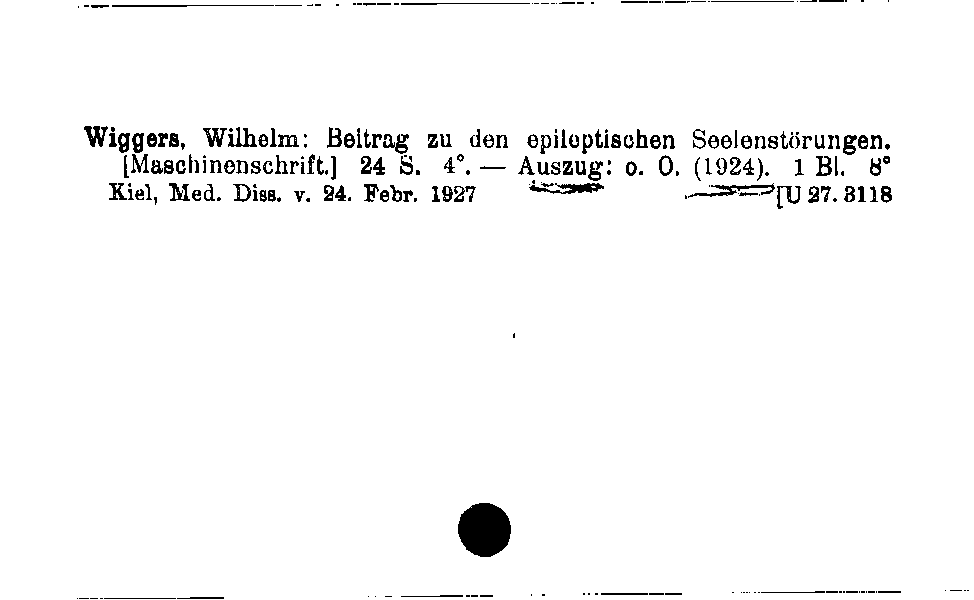 Wiggers, Wilhelm: Beitrag zu den epileptischen Seelenstörungen.
[Maschinenschrift.] 24 S. 4°. — Auszug: o. O. (1924). 1 Bl. 8°
Kiel, Med. Diss. v. 24. Febr. 1927 [U 27. 3118